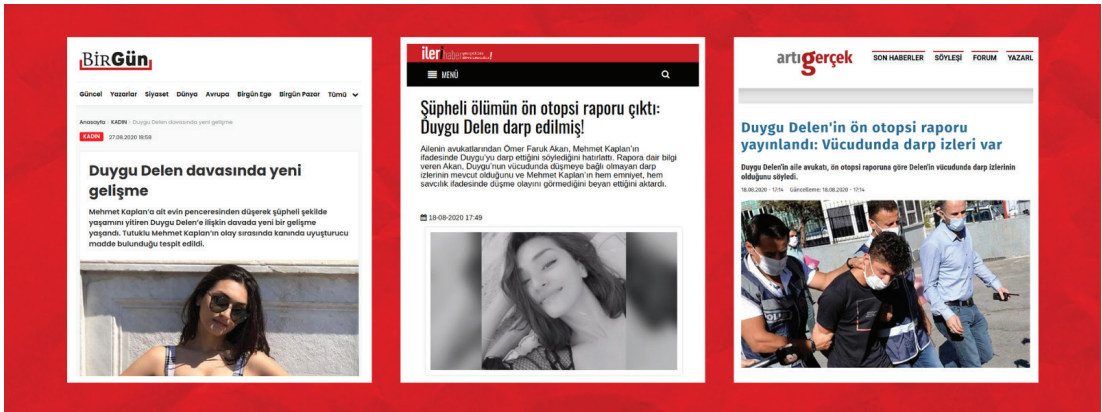 BirGün
Güncel Yazarlar Siyaset Dünya Avrupa Birgün Ege Birgün Pazar Tümü
Anasayfa KADIN Duygu Delen davasında yeni gelişme
KADIN 27.08.2020 18:58
Duygu Delen davasında yeni
gelişme
Mehmet Kaplan'a ait evin penceresinden düşerek şüpheli şekilde
yaşamını yitiren Duygu Delen'e ilişkin davada yeni bir gelişme
yaşandı. Tutuklu Mehmet Kaplan'ın olay sırasında kanında uyuşturucu
madde bulunduğu tespit edildi.
ileri haber
MENÜ
Şüpheli ölümün ön otopsi raporu çıktı:
Duygu Delen darp edilmiş!
Ailenin avukatlarından Ömer Faruk Akan, Mehmet Kaplan'ın
ifadesinde Duygu'yu darp ettiğini söylediğini hatırlattı. Rapora dair bilgi
veren Akan, Duygu'nun vücudunda düşmeye bağlı olmayan darp
izlerinin mevcut olduğunu ve Mehmet Kaplan'ın hem emniyet, hem
savcılık ifadesinde düşme olayını görmediğini beyan ettiğini aktardı.
18-08-2020 17:49
artıgerçek
SON HABERLER SÖYLEŞİ FORUM YAZARL
Duygu Delen'in ön otopsi raporu
yayınlandı: Vücudunda darp izleri var
Duygu Delen'in aile avukatı, ön otopsi raporuna göre Delen'in vücudunda darp izlerinin
olduğunu söyledi.
18.08.2020 - 17:14 Güncelleme: 18.08.2020 - 17:14